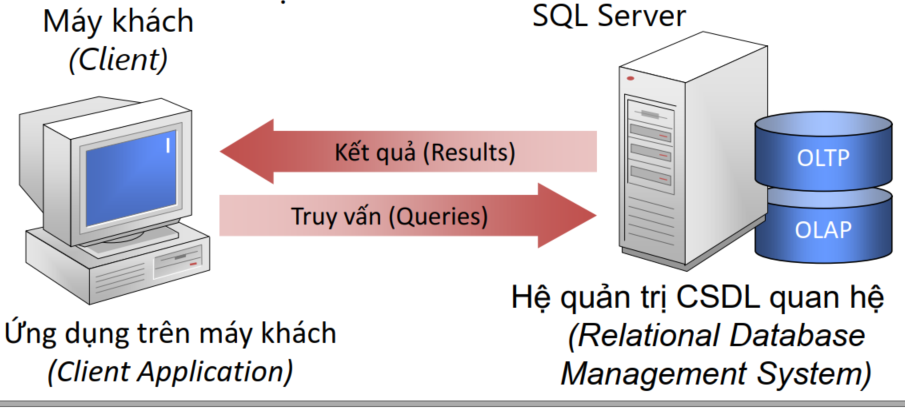 Máy khách
(Client)
SQL Server
Kết quả (Results)
Truy vấn (Queries)
OLTP
OLAP
Ứng dụng trên máy khách
(Client Application)
Hệ quản trị CSDL quan hệ
(Relational Database
Management System)